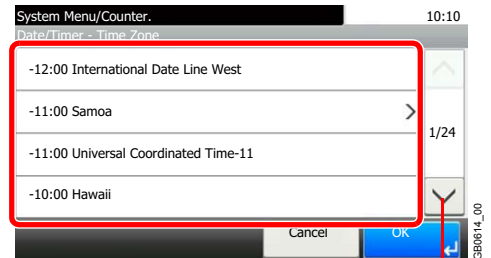 System Menu/Counter.
10:10
Date/Timer - Time Zone
-12:00 International Date Line West
-11:00 Samoa
1/24
-11:00 Universal Coordinated Time-11
-10:00 Hawaii
Cancel
OK
GB0614_00